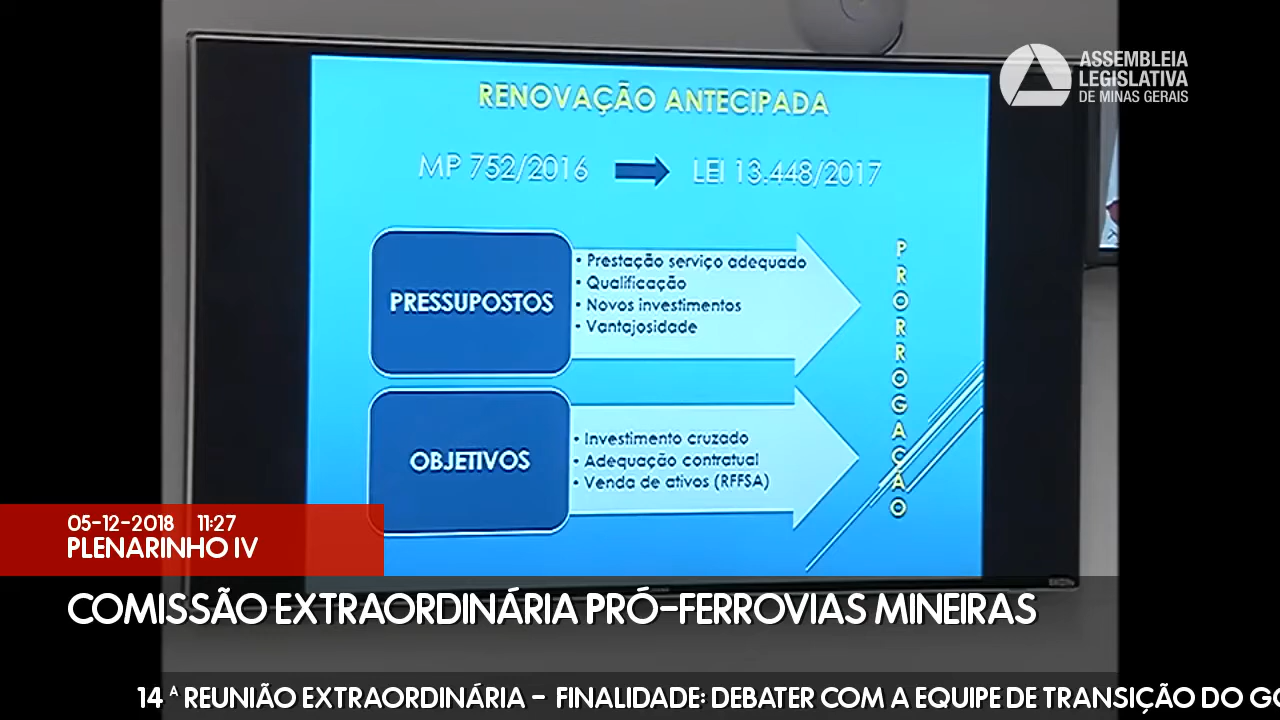 ASSEMBLEIA
LEGISLATIVA
DE MINAS GERAIS
RENOVAÇÃO ANTECIPADA
MP 752/2016
LEI 13.448/2017
PRESSUPOSTOS
• Prestação serviço adequado
• Qualificação
• Novos investimentos
• Vantajosidade
OBJETIVOS
• Investimento cruzado
• Adequação contratual
• Venda de ativos (RFFSA)
PRORROGAÇÃO
05-12-2018 11:27
PLENARINHO IV
COMISSÃO EXTRAORDINÁRIA PRÓ-FERROVIAS MINEIRAS
14 ª REUNIÃO EXTRAORDINÁRIA - FINALIDADE: DEBATER COM A EQUIPE DE TRANSIÇÃO DO GO